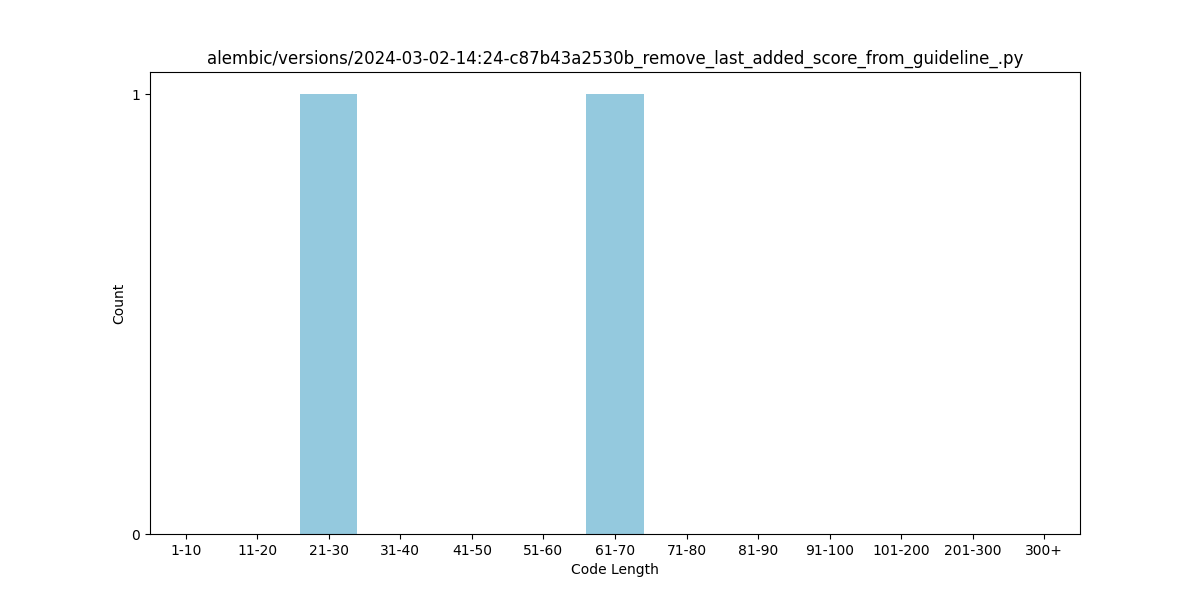 alembic/versions/2024-03-02-14:24-c87b43a2530b_remove_last_added_score_from_guideline_.py
1
Count
0
1-10 11-20 21-30 31-40 41-50 51-60 61-70 71-80 81-90 91-100 101-200 201-300 300+
Code Length